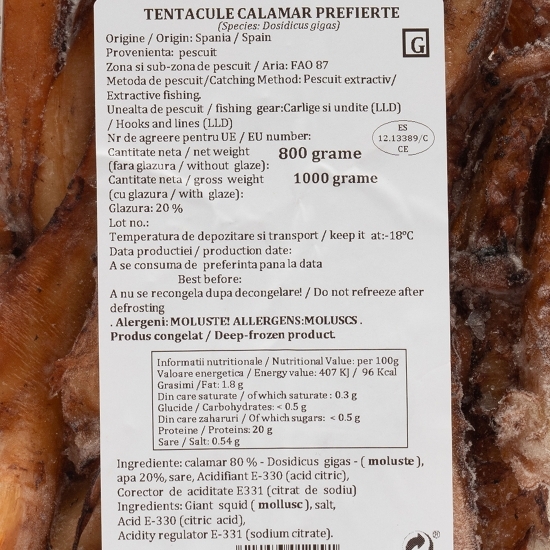 TENTACULE CALAMAR PREFIERTE
(Species: Dosidicus gigas)
Origine / Origin: Spania / Spain
G
Provenienta: pescuit
Zona si sub-zona de pescuit / Aria: FAO 87
Metoda de pescuit/Catching Method: Pescuit extractiv/
Extractive fishing.
Unealta de pescuit / fishing gear:Carlige si undite (LLD)
/ Hooks and lines (LLD)
Nr de agreere pentru UE / EU number:
ES
12.13389/C
CE
Cantitate neta / net weight 800 grame
(fara glazura / without glaze):
Cantitate neta / gross weight 1000 grame
(cu glazura / with glaze):
Glazura: 20 %
Lot no.:
Temperatura de depozitare si transport / keep it at:-18°C
Data productiei / production date:
A se consuma de preferinta pana la data
Best before:
A nu se recongela dupa decongelare! / Do not refreeze after
defrosting
. Alergeni: MOLUSTE! ALLERGENS:MOLUSCS .
Produs congelat / Deep-frozen product.
Informatii nutritionale / Nutritional Value: per 100g
Valoare energetica / Energy value: 407 KJ / 96 Kcal
Grasimi /Fat: 1.8 g
Din care saturate / of which saturate : 0.3 g
Glucide / Carbohydrates: < 0.5 g
Din care zaharuri / Of which sugars: < 0.5 g
Proteine / Proteins: 20 g
Sare / Salt: 0.54 g
Ingrediente: calamar 80 % - Dosidicus gigas - ( moluste ),
apa 20%, sare, Acidifiant E-330 (acid citric),
Corector de aciditate E331 (citrat de sodiu)
Ingredients: Giant squid ( mollusc ), salt,
Acid E-330 (citric acid),
Acidity regulator E-331 (sodium citrate).
®